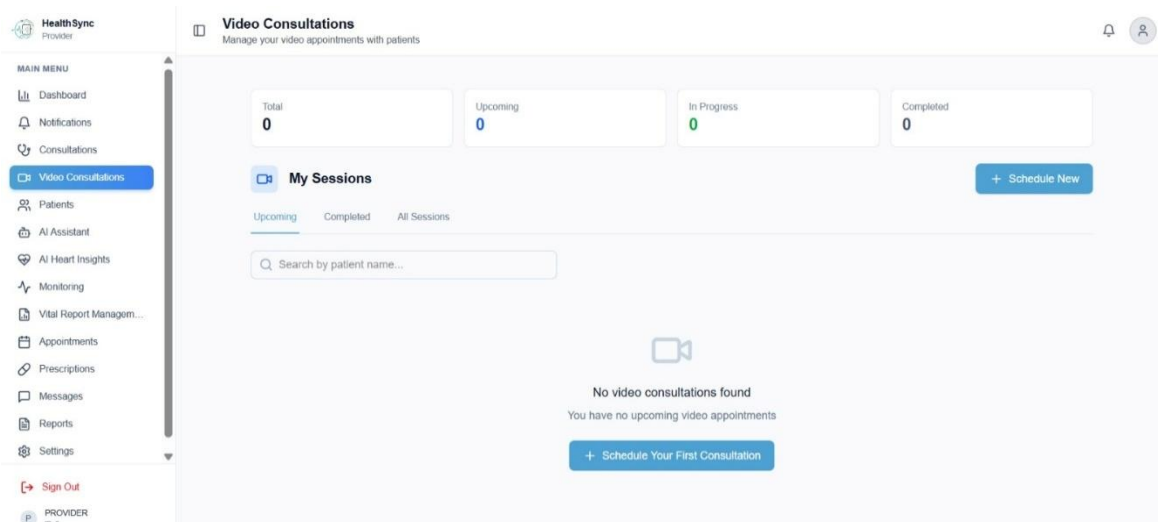 HealthSync
Provider
MAIN MENU
Dashboard
Notifications
Consultations
Video Consultations
Patients
AI Assistant
AI Heart Insights
Monitoring
Vital Report Managem...
Appointments
Prescriptions
Messages
Reports
Settings
Sign Out
P PROVIDER
Video Consultations
Manage your video appointments with patients
Total Upcoming In Progress Completed
0 0 0 0
My Sessions
+ Schedule New
Upcoming Completed All Sessions
Search by patient name...
No video consultations found
You have no upcoming video appointments
+ Schedule Your First Consultation